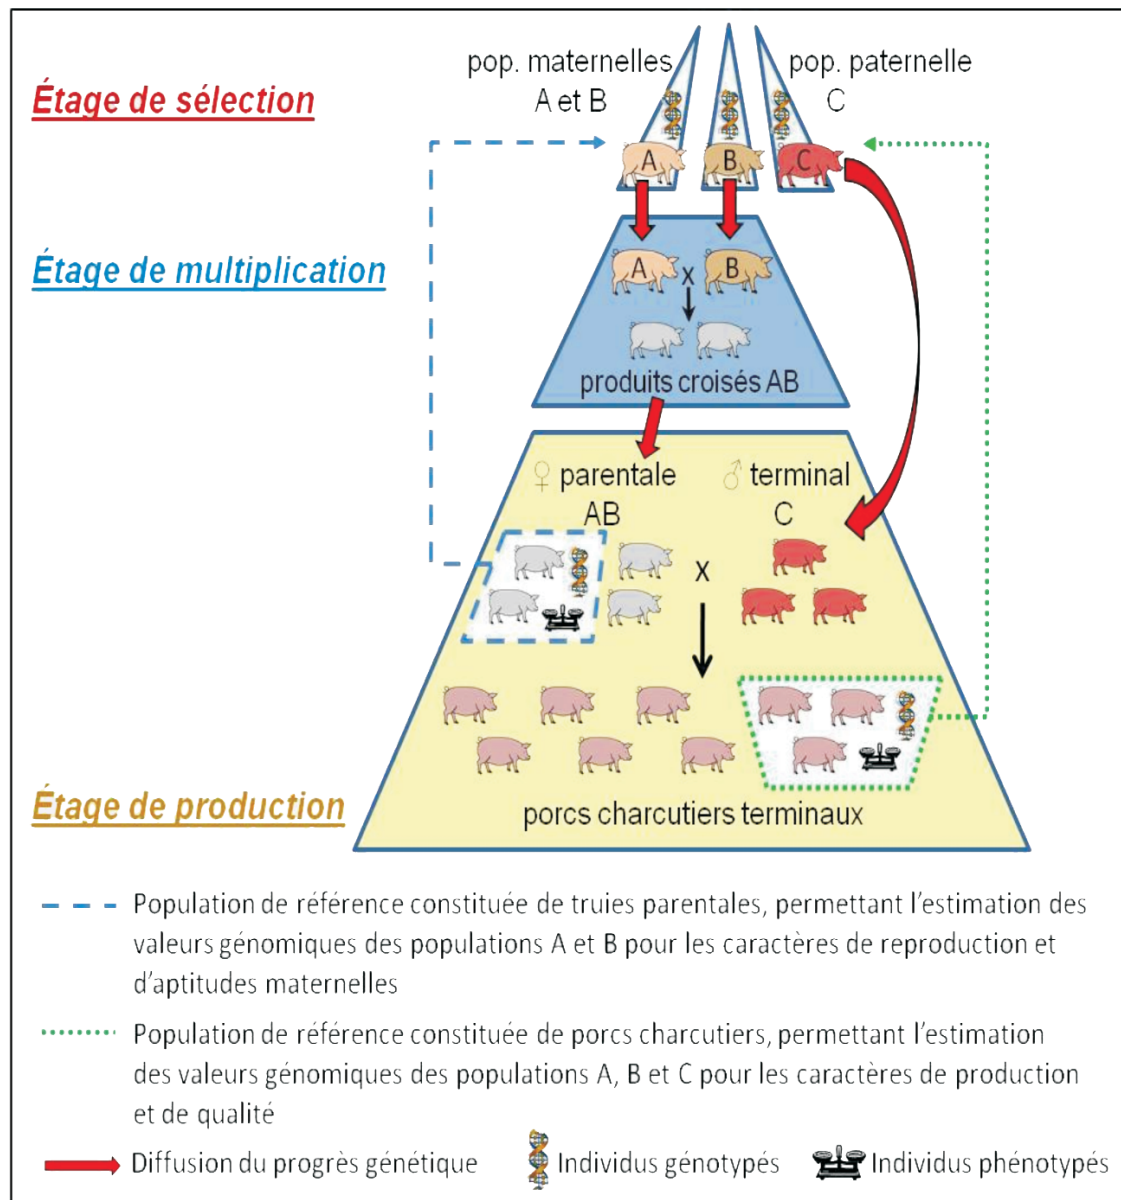 pop. maternelles
A et B
pop. paternelle
C
Étage de sélection
A
B
C
Étage de multiplication
A
x
B
produits croisés AB
♀ parentale
AB
♂ terminal
C
x
Étage de production
porcs charcutiers terminaux
Population de référence constituée de truies parentales, permettant l'estimation des
valeurs génomiques des populations A et B pour les caractères de reproduction et
d'aptitudes maternelles
Population de référence constituée de porcs charcutiers, permettant l'estimation
des valeurs génomiques des populations A, B et C pour les caractères de production
et de qualité
Diffusion du progrès génétique
Individus génotypés
Individus phénotypés